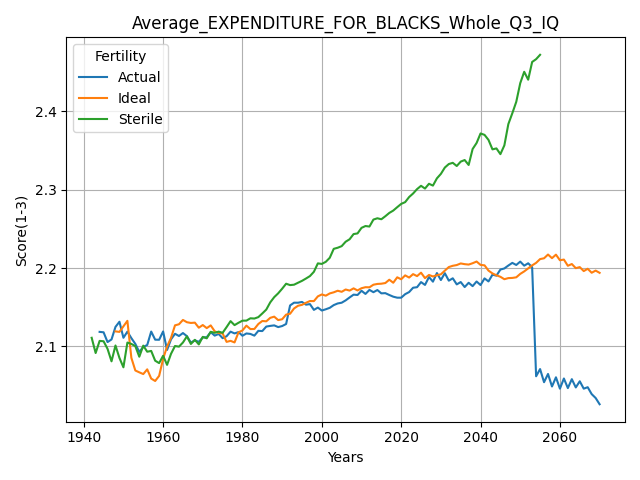 Average_EXPENDITURE_FOR_BLACKS_Whole_Q3_IQ
Fertility
Actual
Ideal
Sterile
Score(1-3)
2.4
2.3
2.2
2.1
1940 1960 1980 2000 2020 2040 2060
Years